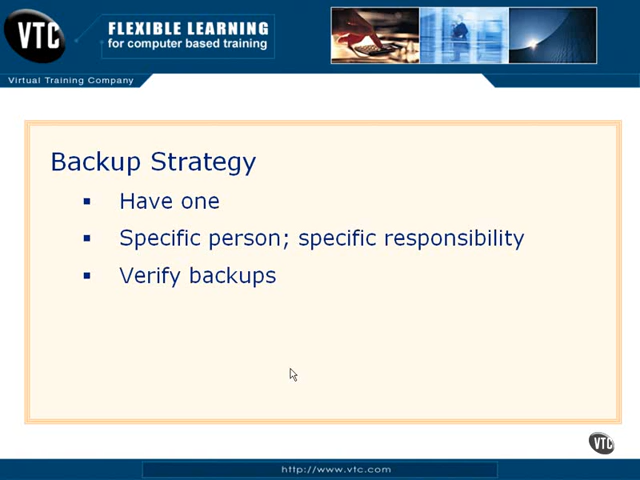 VTC
FLEXIBLE LEARNING
for computer based training
Virtual Training Company
Backup Strategy
▪ Have one
▪ Specific person; specific responsibility
▪ Verify backups
VTC
http://www.vtc.com